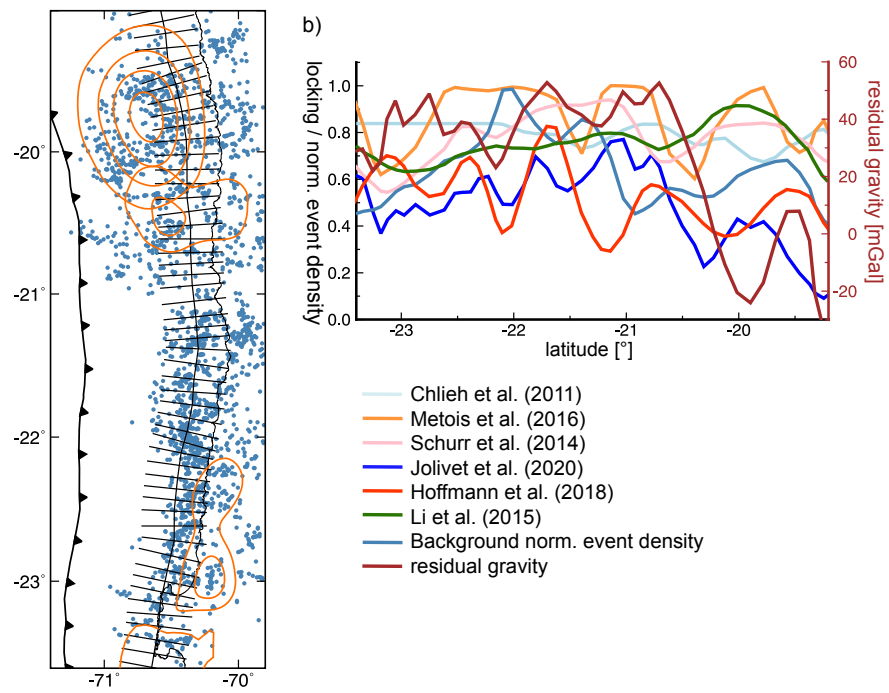 -20
-21
-22
-23
-71°
-70°
b)
locking / norm. event density
1.0
0.8
0.6
0.4
0.2
0.0
-23
-22
-21
-20
latitude [°]
60
40
20
0
-20
residual gravity [mGal]
Chlieh et al. (2011)
Metois et al. (2016)
Schurr et al. (2014)
Jolivet et al. (2020)
Hoffmann et al. (2018)
Li et al. (2015)
Background norm. event density
residual gravity